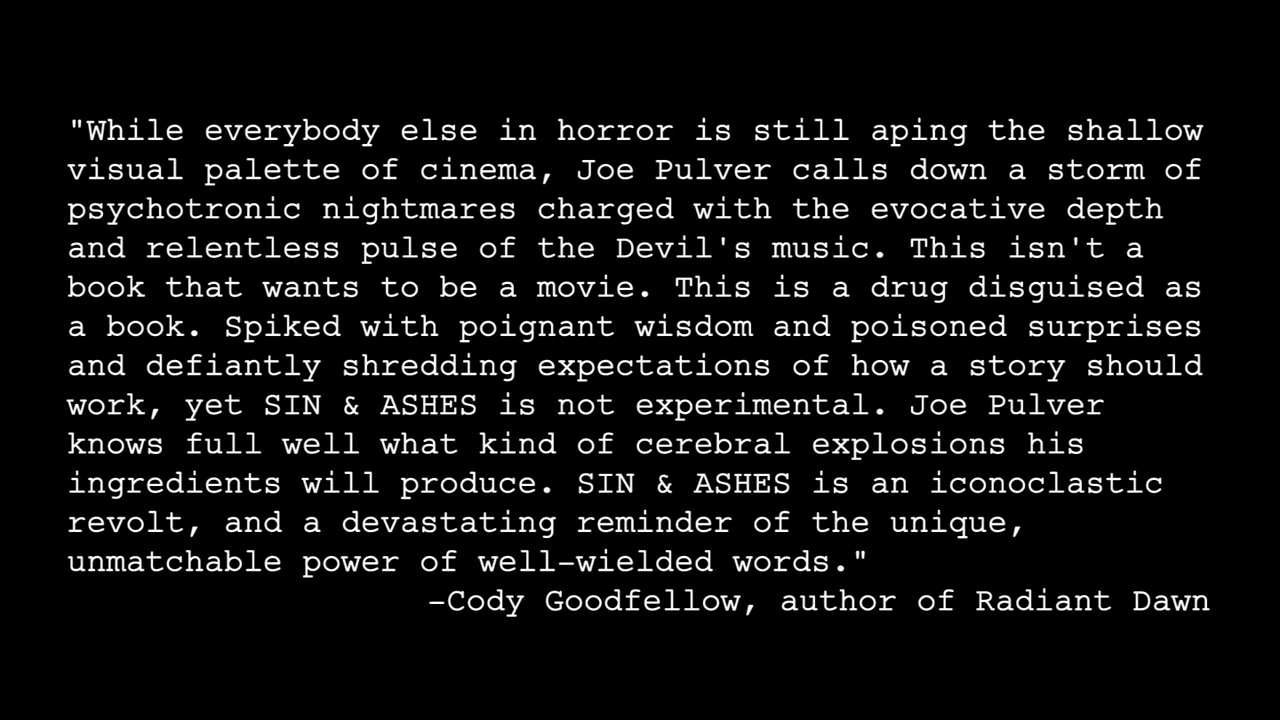 "While everybody else in horror is still aping the shallow
visual palette of cinema, Joe Pulver calls down a storm of
psychotronic nightmares charged with the evocative depth
and relentless pulse of the Devil's music. This isn't a
book that wants to be a movie. This is a drug disguised as
a book. Spiked with poignant wisdom and poisoned surprises
and defiantly shredding expectations of how a story should
work, yet SIN & ASHES is not experimental. Joe Pulver
knows full well what kind of cerebral explosions his
ingredients will produce. SIN & ASHES is an iconoclastic
revolt, and a devastating reminder of the unique,
unmatchable power of well-wielded words."
-Cody Goodfellow, author of Radiant Dawn